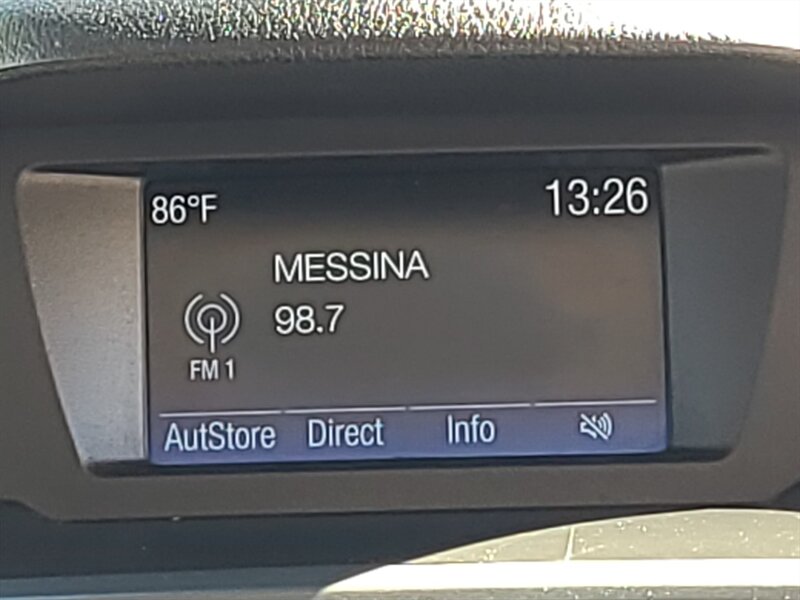 86°F 13:26
MESSINA
98.7
FM 1
AutStore Direct Info